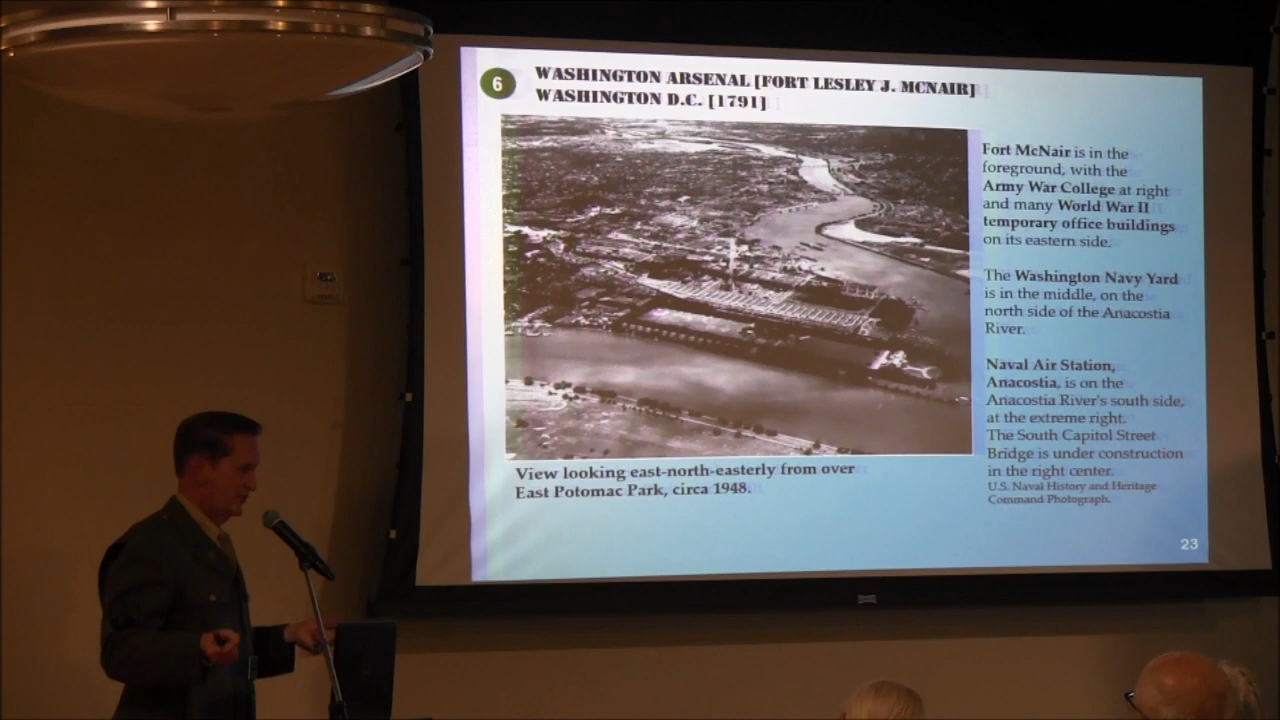 6
WASHINGTON ARSENAL [FORT LESLEY J. MCNAIR]
WASHINGTON D.C. [1791]
Fort McNair is in the
foreground, with the
Army War College at right
and many World War II
temporary office buildings
on its eastern side.
The Washington Navy Yard
is in the middle, on the
north side of the Anacostia
River.
Naval Air Station,
Anacostia, is on the
Anacostia River's south side,
at the extreme right.
The South Capitol Street
Bridge is under construction
in the right center.
U.S. Naval History and Heritage
Command Photograph.
View looking east-north-easterly from over
East Potomac Park, circa 1948.
23